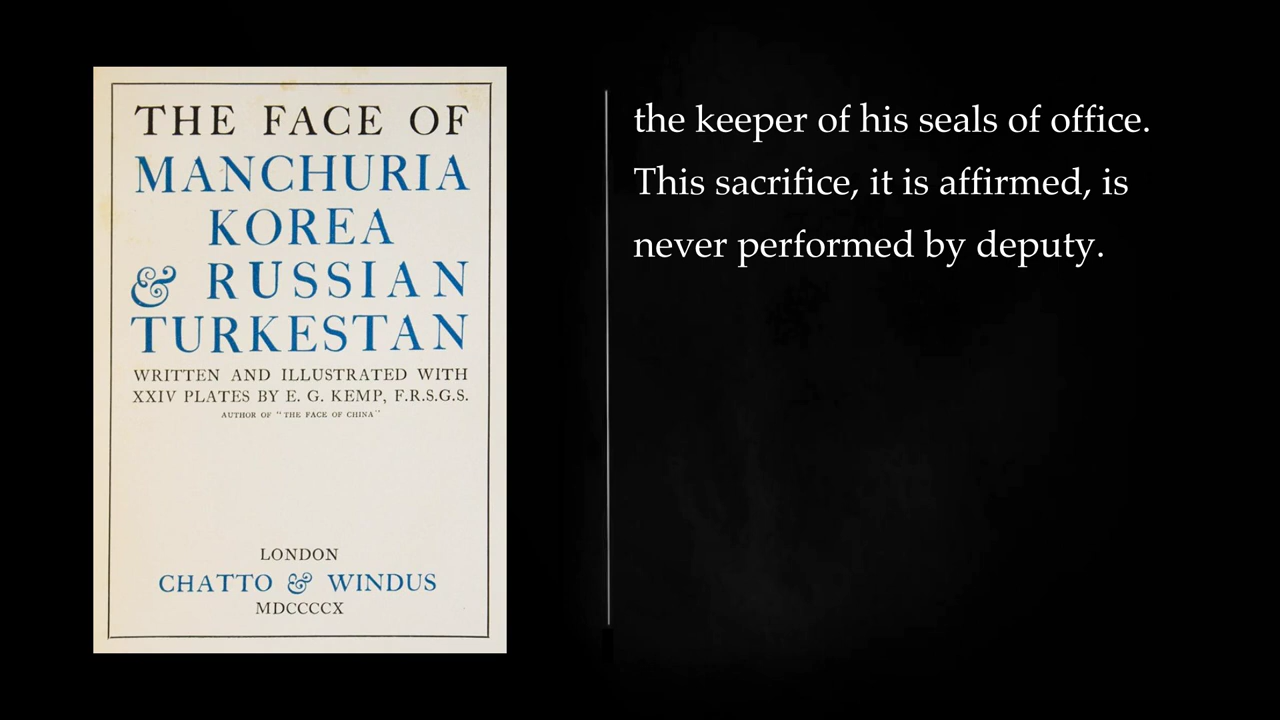 THE FACE OF
MANCHURIA
KOREA
& RUSSIAN
TURKESTAN
WRITTEN AND ILLUSTRATED WITH
XXIV PLATES BY E. G. KEMP, F.R.S.G.S.
AUTHOR OF "THE FACE OF CHINA"
LONDON
CHATTO & WINDUS
MDCCCCX
the keeper of his seals of office.
This sacrifice, it is affirmed, is
never performed by deputy.